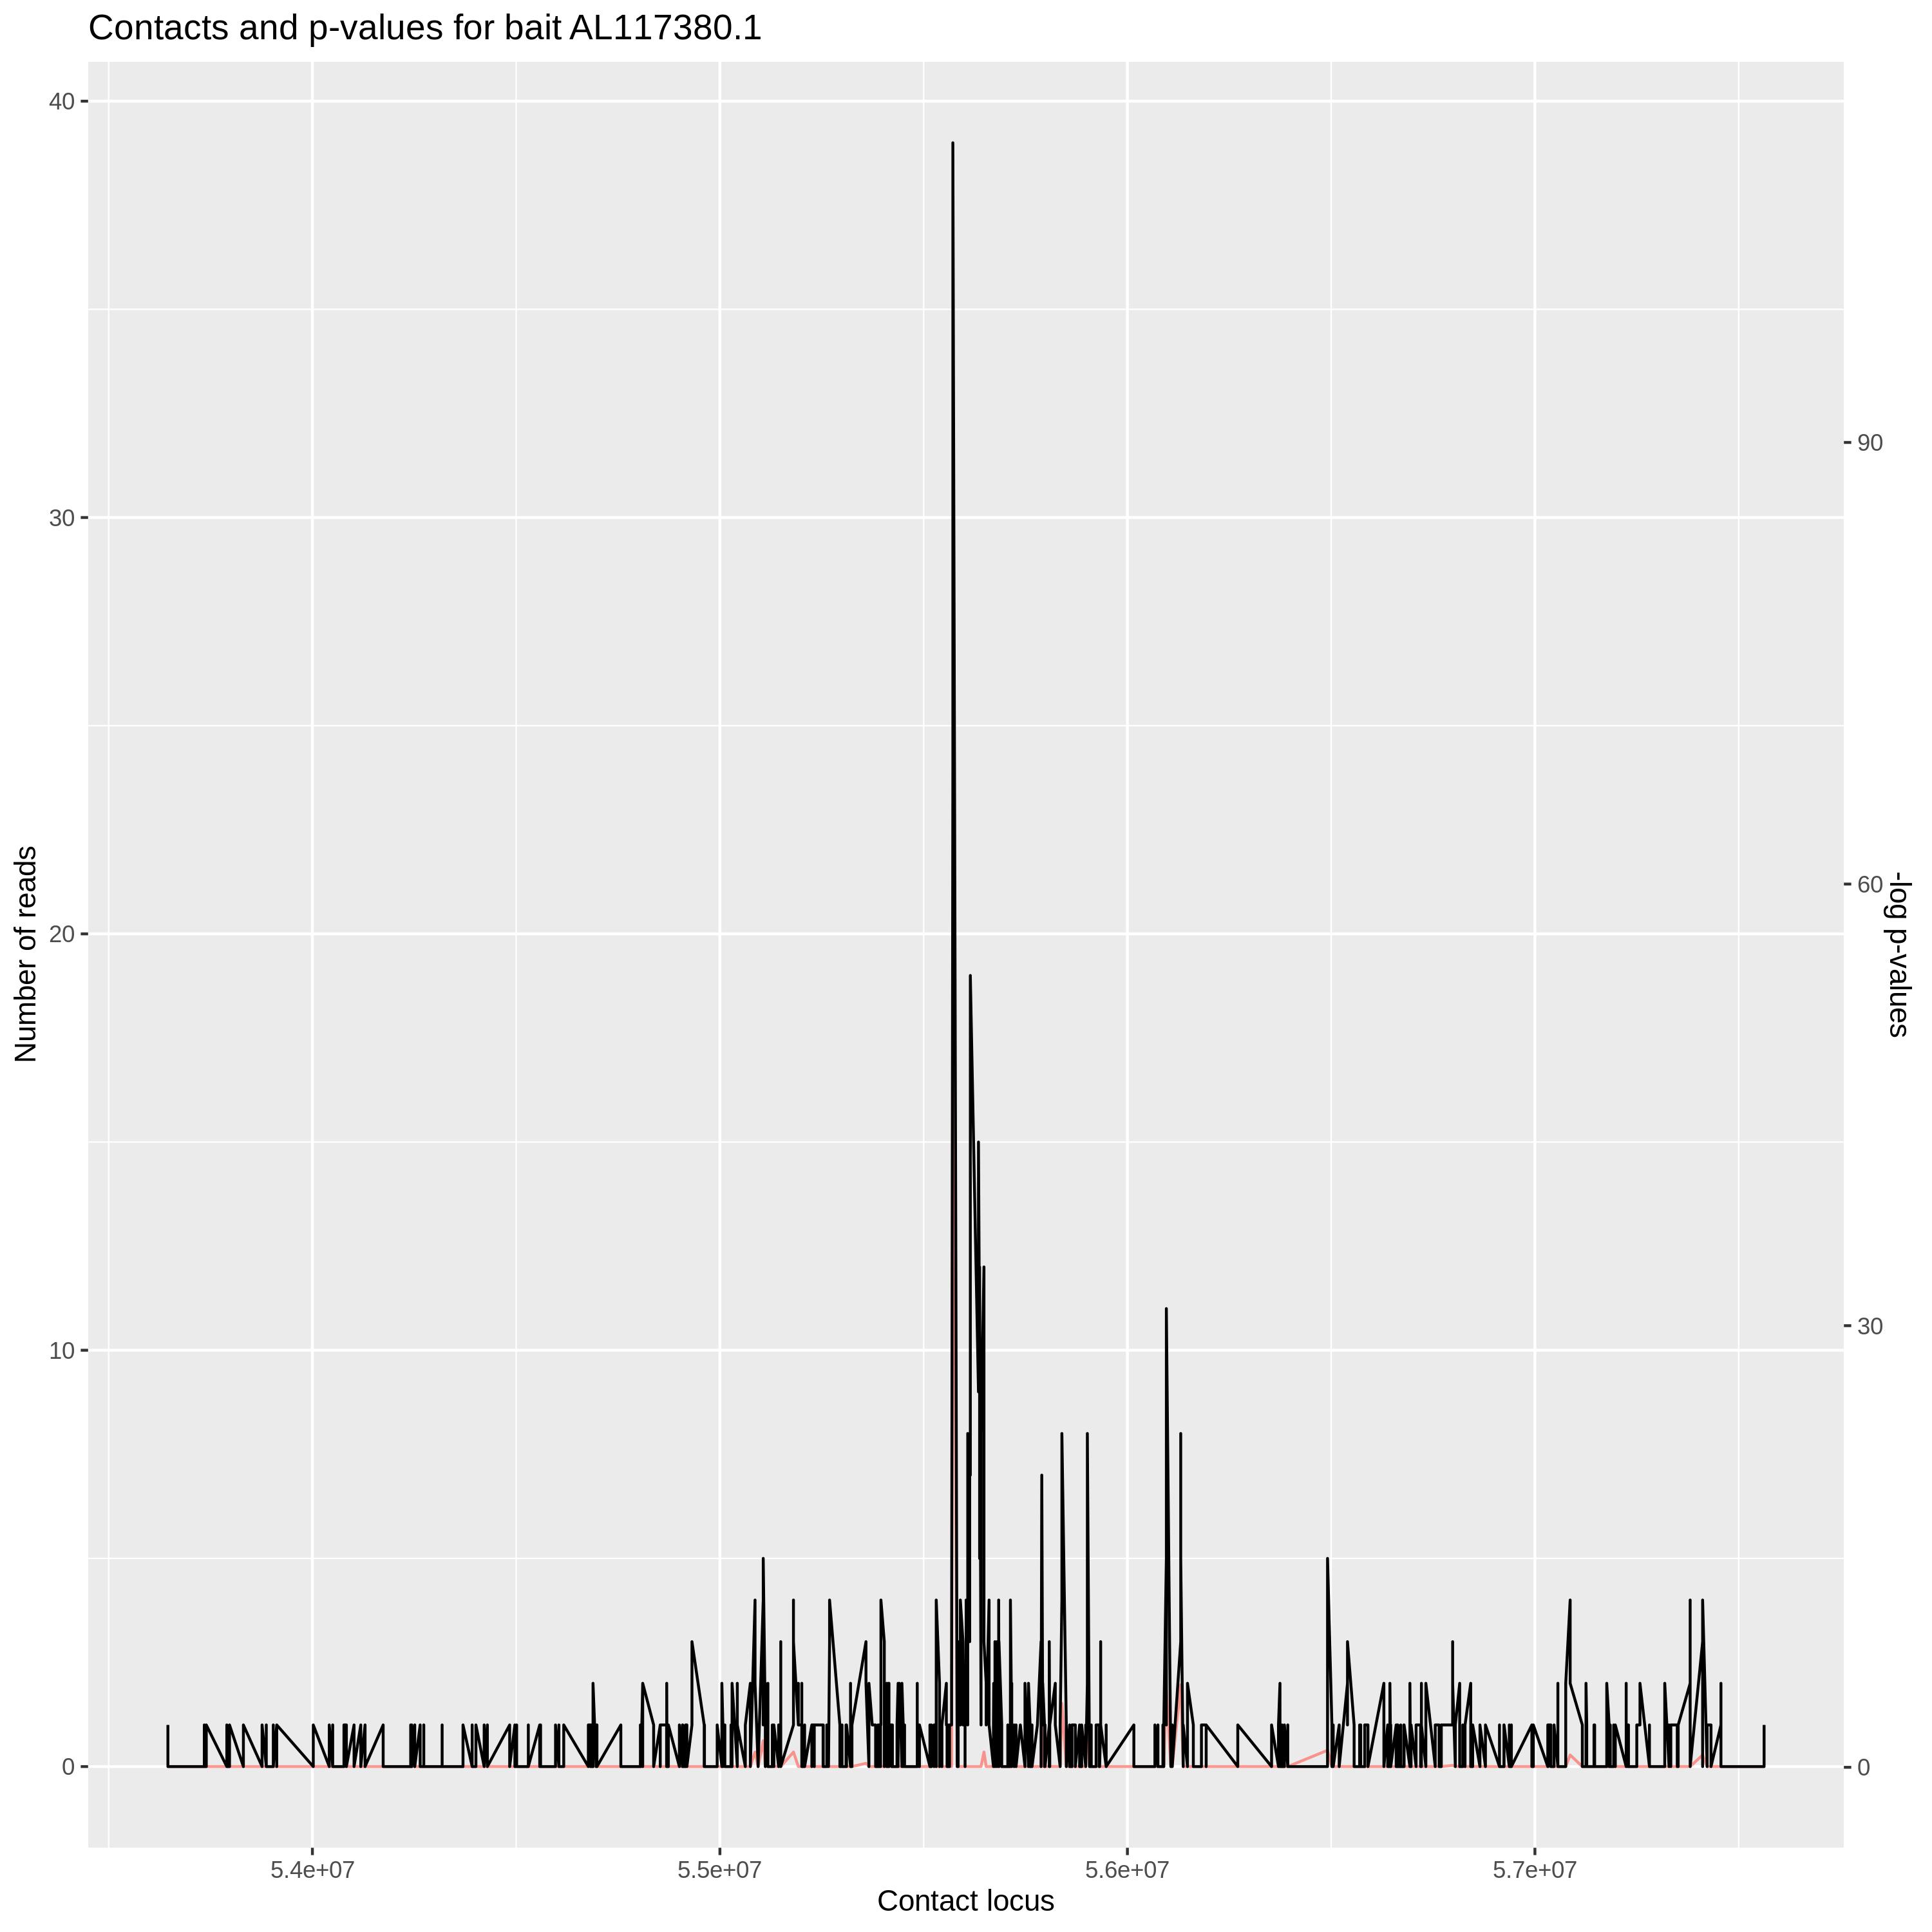 Contacts and p-values for bait AL117380.1
40
30
20
10
0
Number of reads
90
60
30
0
-log p-values
5.4e+07
5.5e+07
5.6e+07
5.7e+07
Contact locus